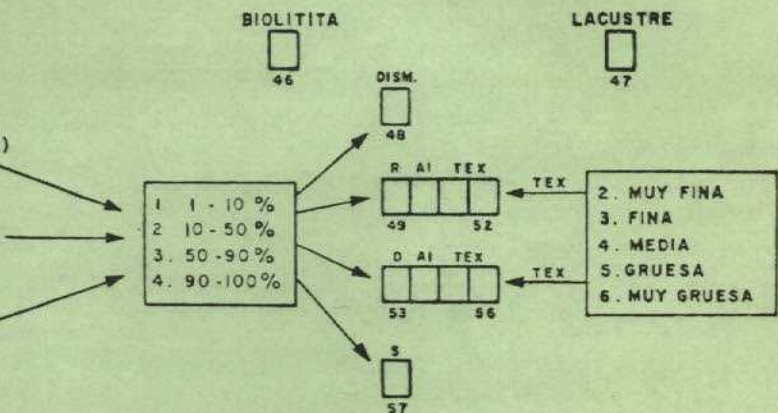 BIOLITITA
LACUSTRE
46
47
DISM.
48
)
R AI TEX
49 52
TEX
1 1 - 10 %
2 10 - 50 %
3. 50 - 90 %
4. 90 - 100 %
2. MUY FINA
3. FINA
4. MEDIA
5. GRUESA
6. MUY GRUESA
D AI TEX
53 56
TEX
S
57